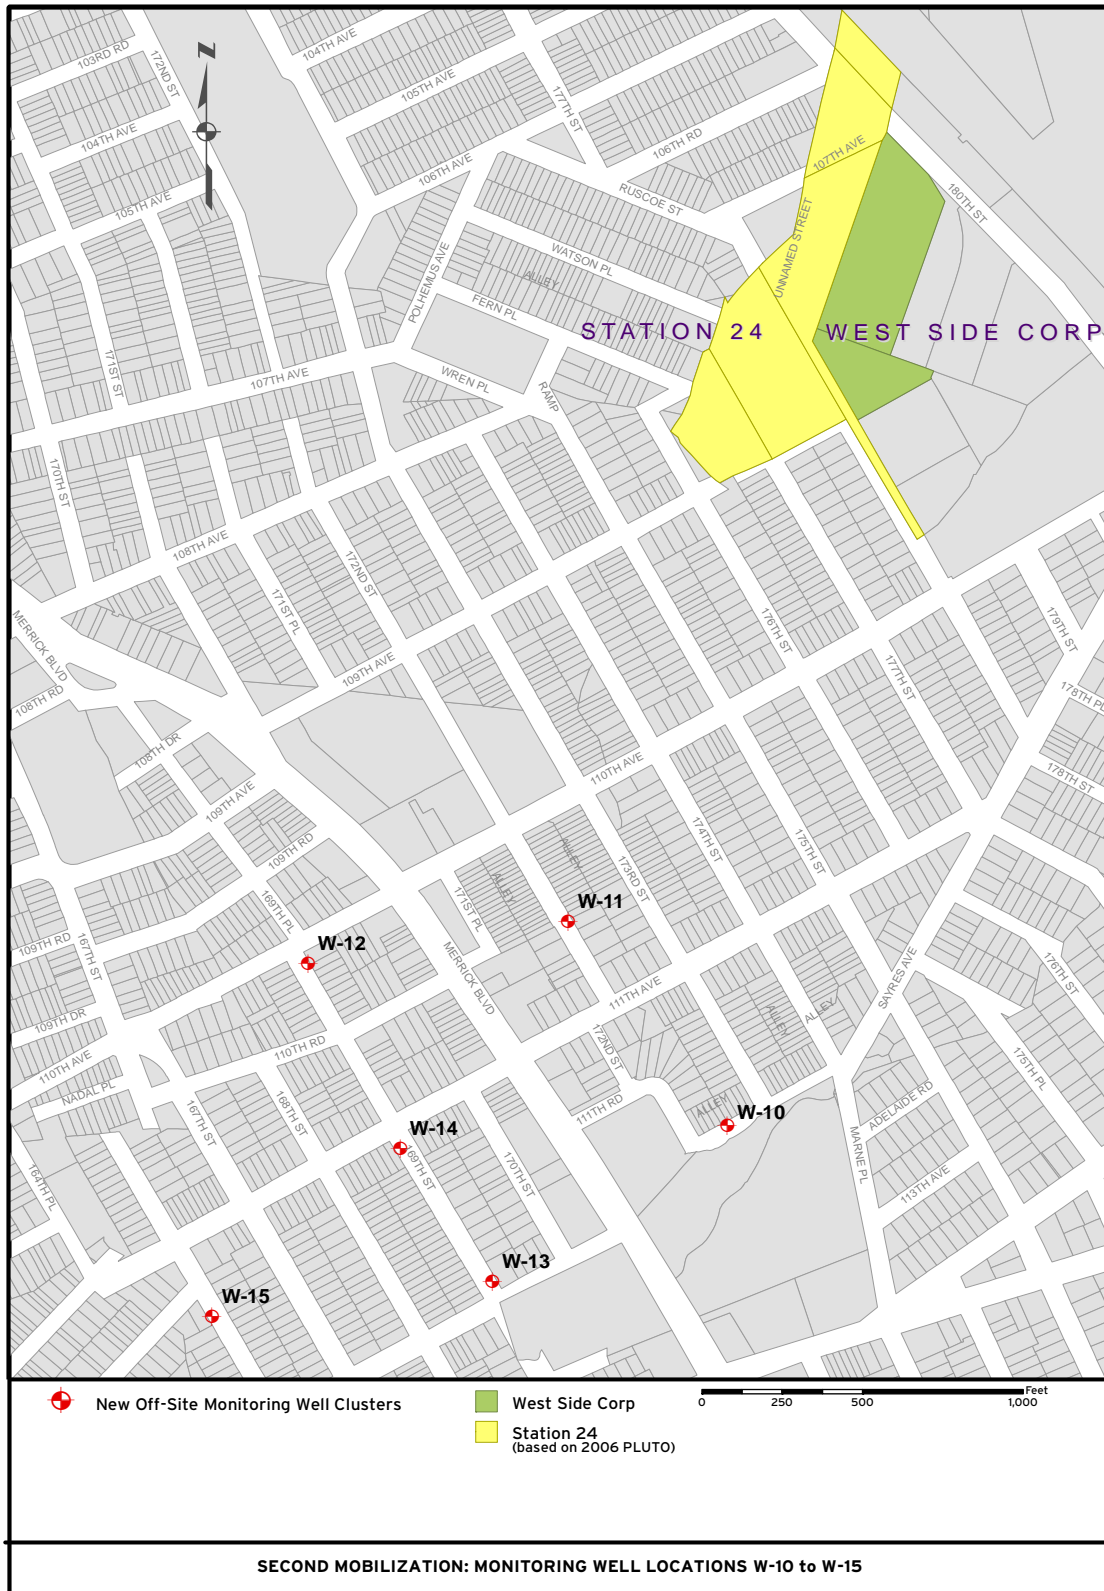 103RD RD
172ND ST
104TH AVE
105TH AVE
N
104TH AVE
105TH AVE
177TH ST
106TH AVE
106TH RD
107TH AVE
RUSCOE ST
180TH ST
UNNAMED STREET
WATSON PL
ALLEY
POLHEMUS AVE
FERN PL
STATION 24
WEST SIDE CORP
171ST ST
107TH AVE
WREN PL
RAMP
170TH ST
108TH AVE
172ND ST
171ST PL
109TH AVE
176TH ST
177TH ST
179TH ST
178TH PL
178TH ST
MERRICK BLVD
108TH RD
108TH DR
109TH AVE
109TH RD
110TH AVE
174TH ST
175TH ST
173RD ST
ALLEY
ALLEY
171ST PL
169TH PL
W-11
W-12
109TH RD
167TH ST
MERRICK BLVD
111TH AVE
SAYRES AVE
176TH ST
109TH DR
110TH AVE
NADAL PL
110TH RD
172ND ST
ALLEY
ALLEY
175TH PL
167TH ST
168TH ST
111TH RD
ALLEY
W-10
ADELAIDE RD
MARNE PL
W-14
169TH ST
170TH ST
164TH PL
113TH AVE
W-13
W-15
New Off-Site Monitoring Well Clusters
West Side Corp
Station 24
(based on 2006 PLUTO)
Feet
0 250 500 1,000
SECOND MOBILIZATION: MONITORING WELL LOCATIONS W-10 to W-15